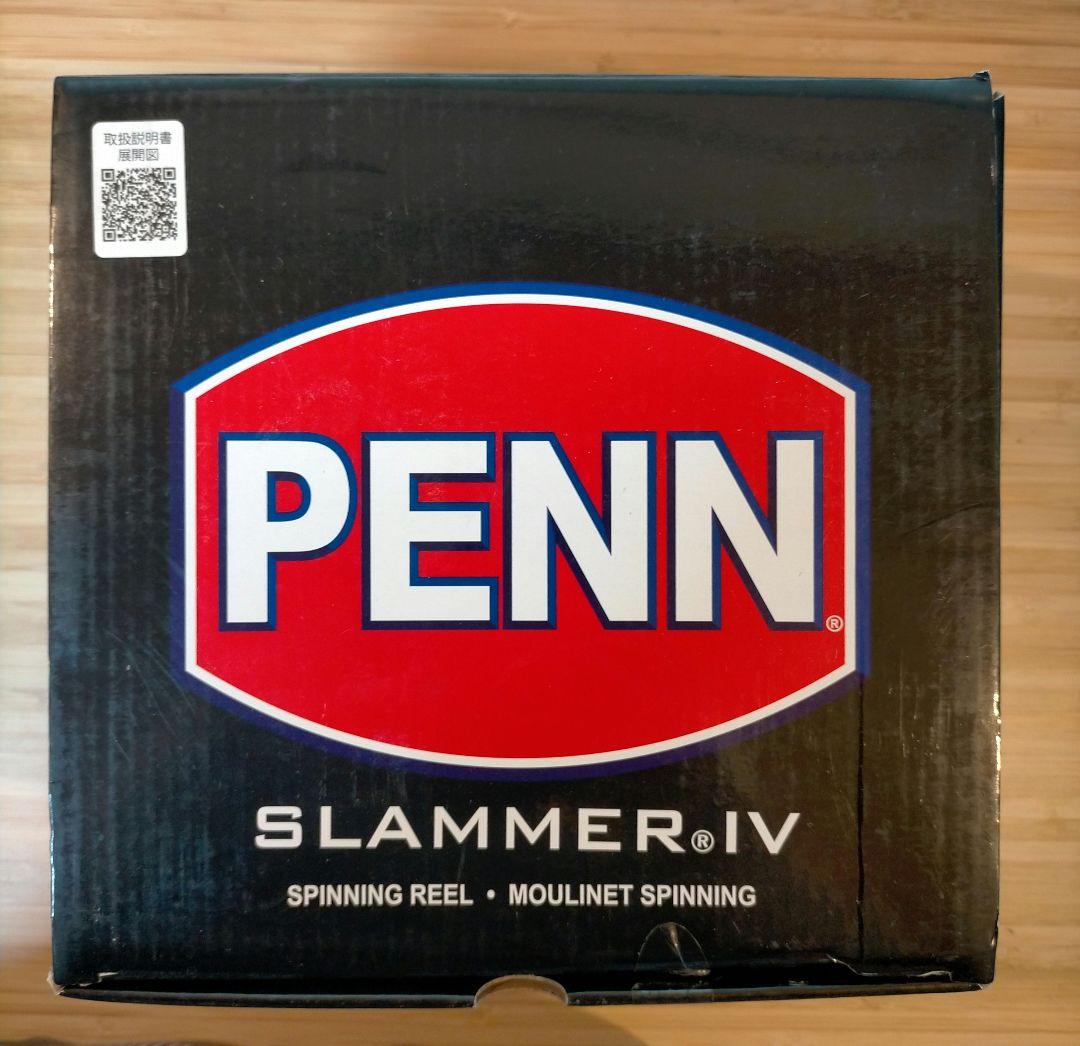 取扱説明書
展開図
PENN®
SLAMMER®IV
SPINNING REEL • MOULINET SPINNING